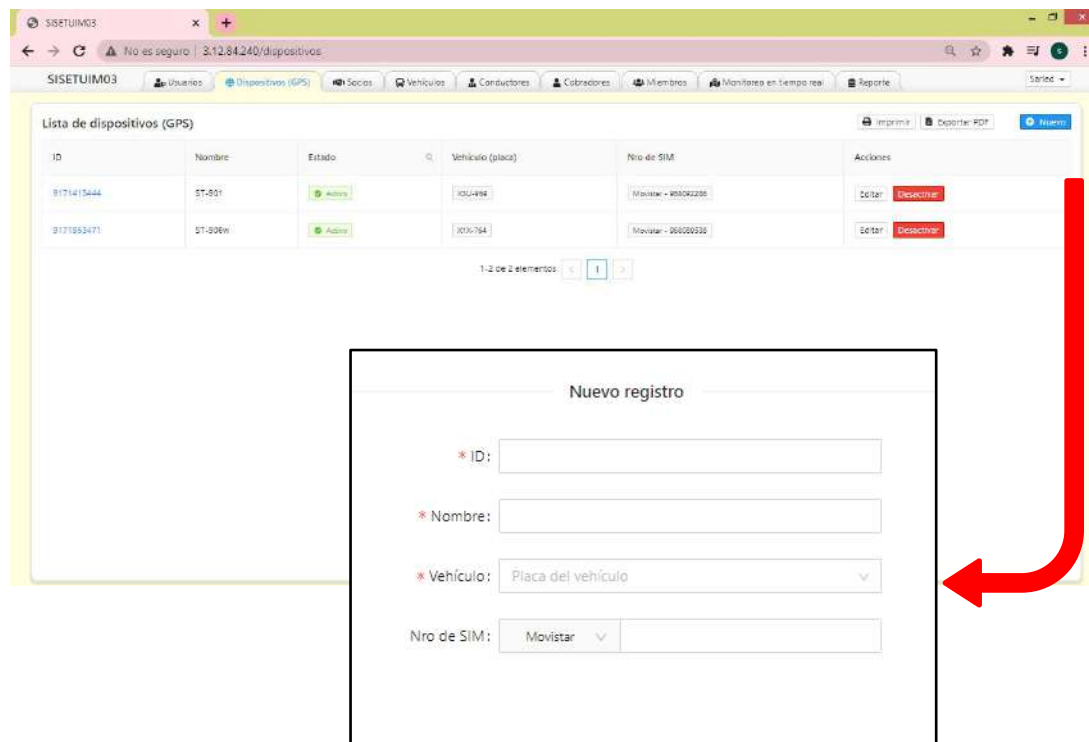 SISETUIM03
No es seguro | 3.12.84.240/dispositivos
SISETUIM03 Usuarios Dispositivos (GPS) Socios Vehículos Conductores Cobradores Miembros Monitoreo en tiempo real Reporte
Lista de dispositivos (GPS) Imprimir Exportar PDF Nuevo
ID Nombre Estado Vehículo (placa) Nro de SIM Acciones
9171413444 ST-901 Activo Movistar - Editar Desactivar
ST-906w Activo Movistar - Editar Desactivar
1-2 de 2 elementos < 1 >
Nuevo registro
* ID:
* Nombre:
* Vehículo: Placa del vehículo
Nro de SIM: Movistar